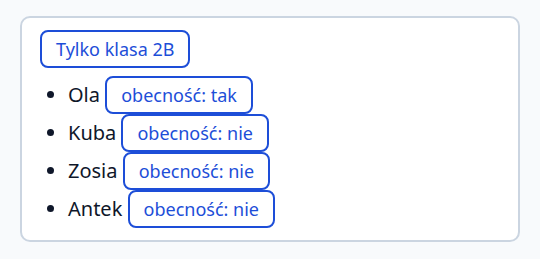 Tylko klasa 2B
Ola obecność: tak
Kuba obecność: nie
Zosia obecność: nie
Antek obecność: nie